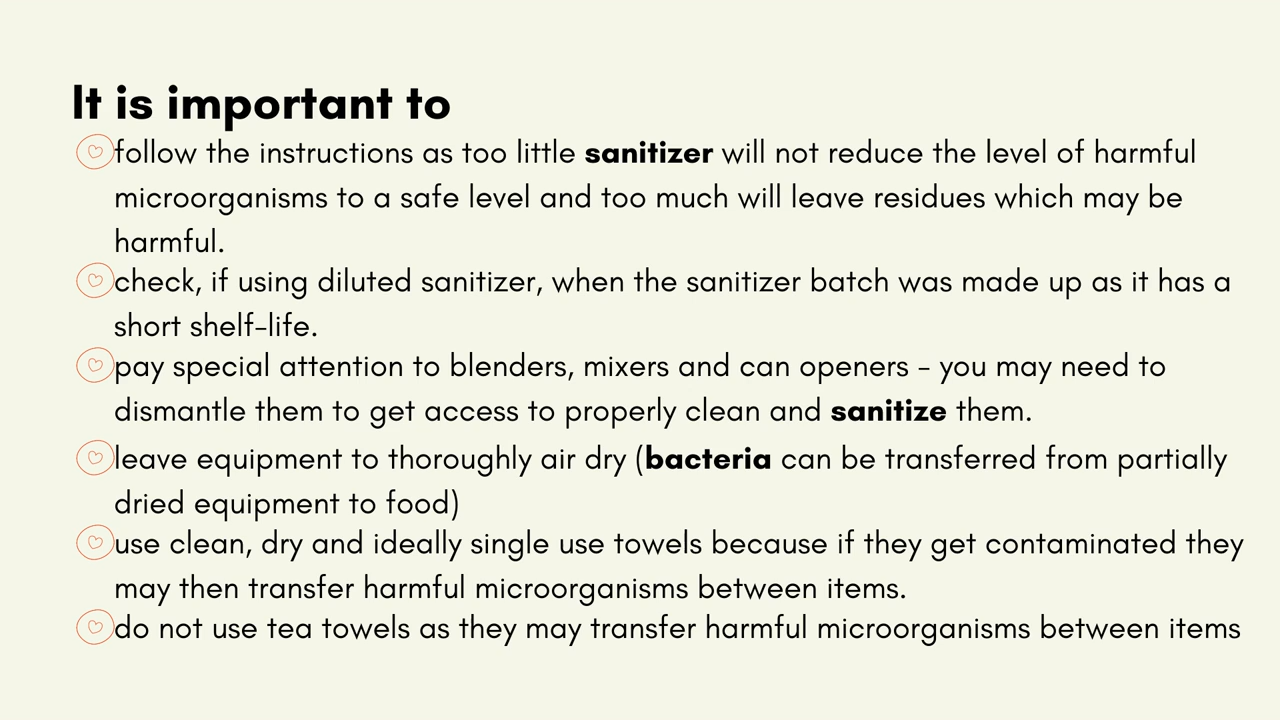 It is important to
follow the instructions as too little sanitizer will not reduce the level of harmful
microorganisms to a safe level and too much will leave residues which may be
harmful.
check, if using diluted sanitizer, when the sanitizer batch was made up as it has a
short shelf-life.
pay special attention to blenders, mixers and can openers - you may need to
dismantle them to get access to properly clean and sanitize them.
leave equipment to thoroughly air dry (bacteria can be transferred from partially
dried equipment to food)
use clean, dry and ideally single use towels because if they get contaminated they
may then transfer harmful microorganisms between items.
do not use tea towels as they may transfer harmful microorganisms between items